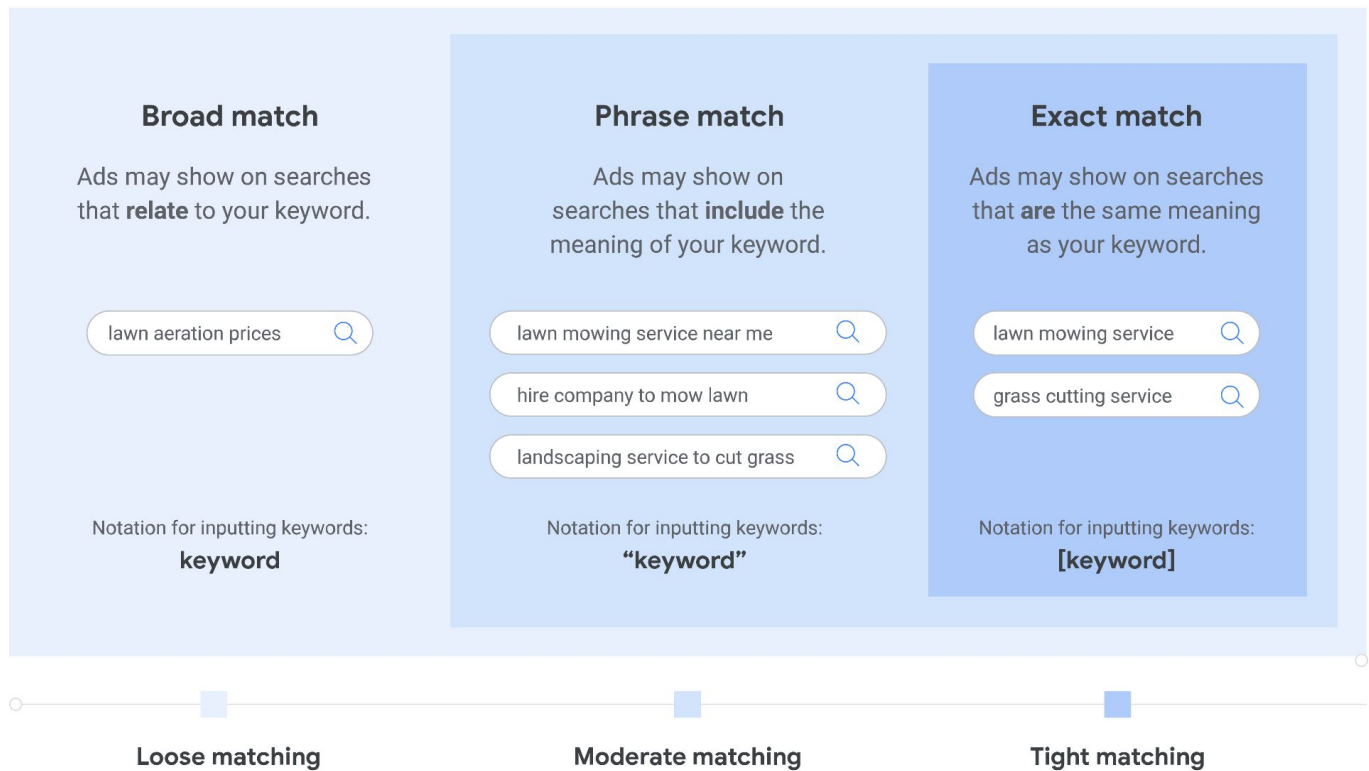 Broad match
Ads may show on searches
that relate to your keyword.
lawn aeration prices
Notation for inputting keywords:
keyword
Phrase match
Ads may show on
searches that include the
meaning of your keyword.
lawn mowing service near me
hire company to mow lawn
landscaping service to cut grass
Notation for inputting keywords:
“keyword”
Exact match
Ads may show on searches
that are the same meaning
as your keyword.
lawn mowing service
grass cutting service
Notation for inputting keywords:
[keyword]
Loose matching
Moderate matching
Tight matching